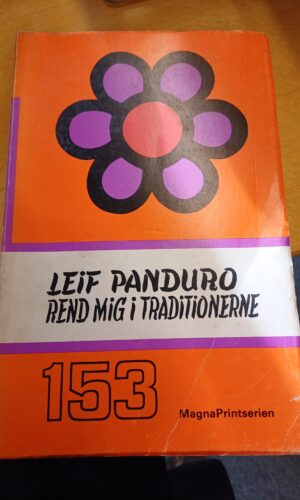 LEIF PANDURO
REND MIG I TRADITIONERNE
153
MagnaPrintserien